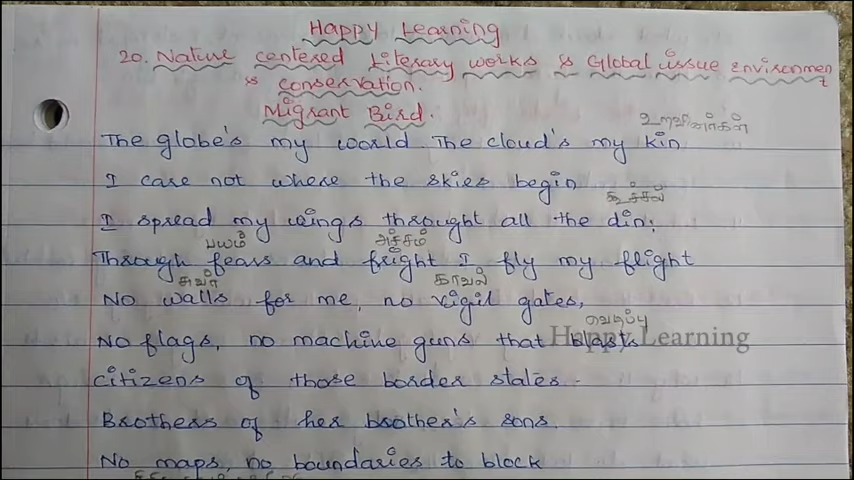 Happy Learning
20. Nature centered Literary works & Global issue environmen
t
& conservation.
Migrant Bird.
உறவினர்கள்
The globe's my world The cloud's my kin
I care not where the skies begin
கூச்சல்
I spread my wings throught all the din;
பயம் அச்சம்
Through fears and fright I fly my flight
சுவர் காவல்
No walls for me, no vigil gates,
வெடிப்பு
No flags, no machine guns that blasts
Happy Learning
citizens of those border states.
Brothers of her brother's sons.
No maps, no boundaries to block